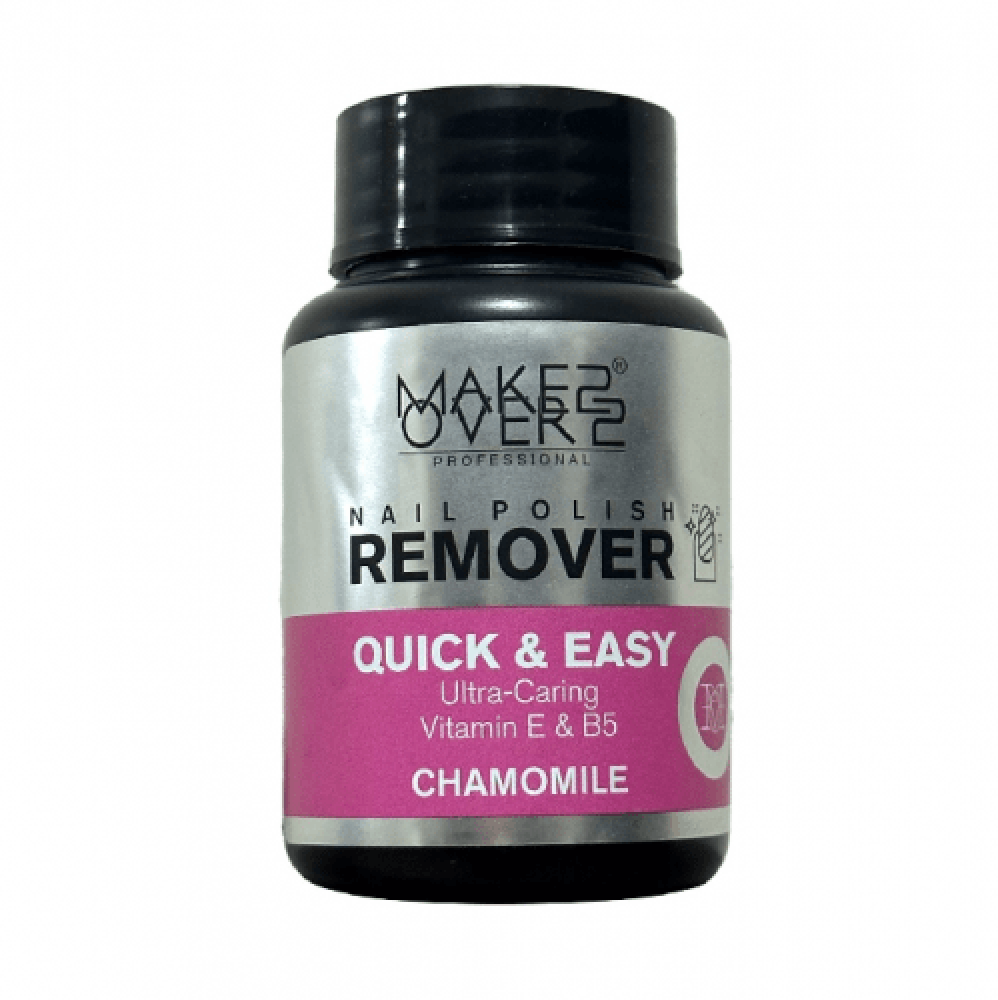 MAKE
OVER 22®
PROFESSIONAL
NAIL POLISH
REMOVER
QUICK & EASY
Ultra-Caring
Vitamin E & B5
CHAMOMILE